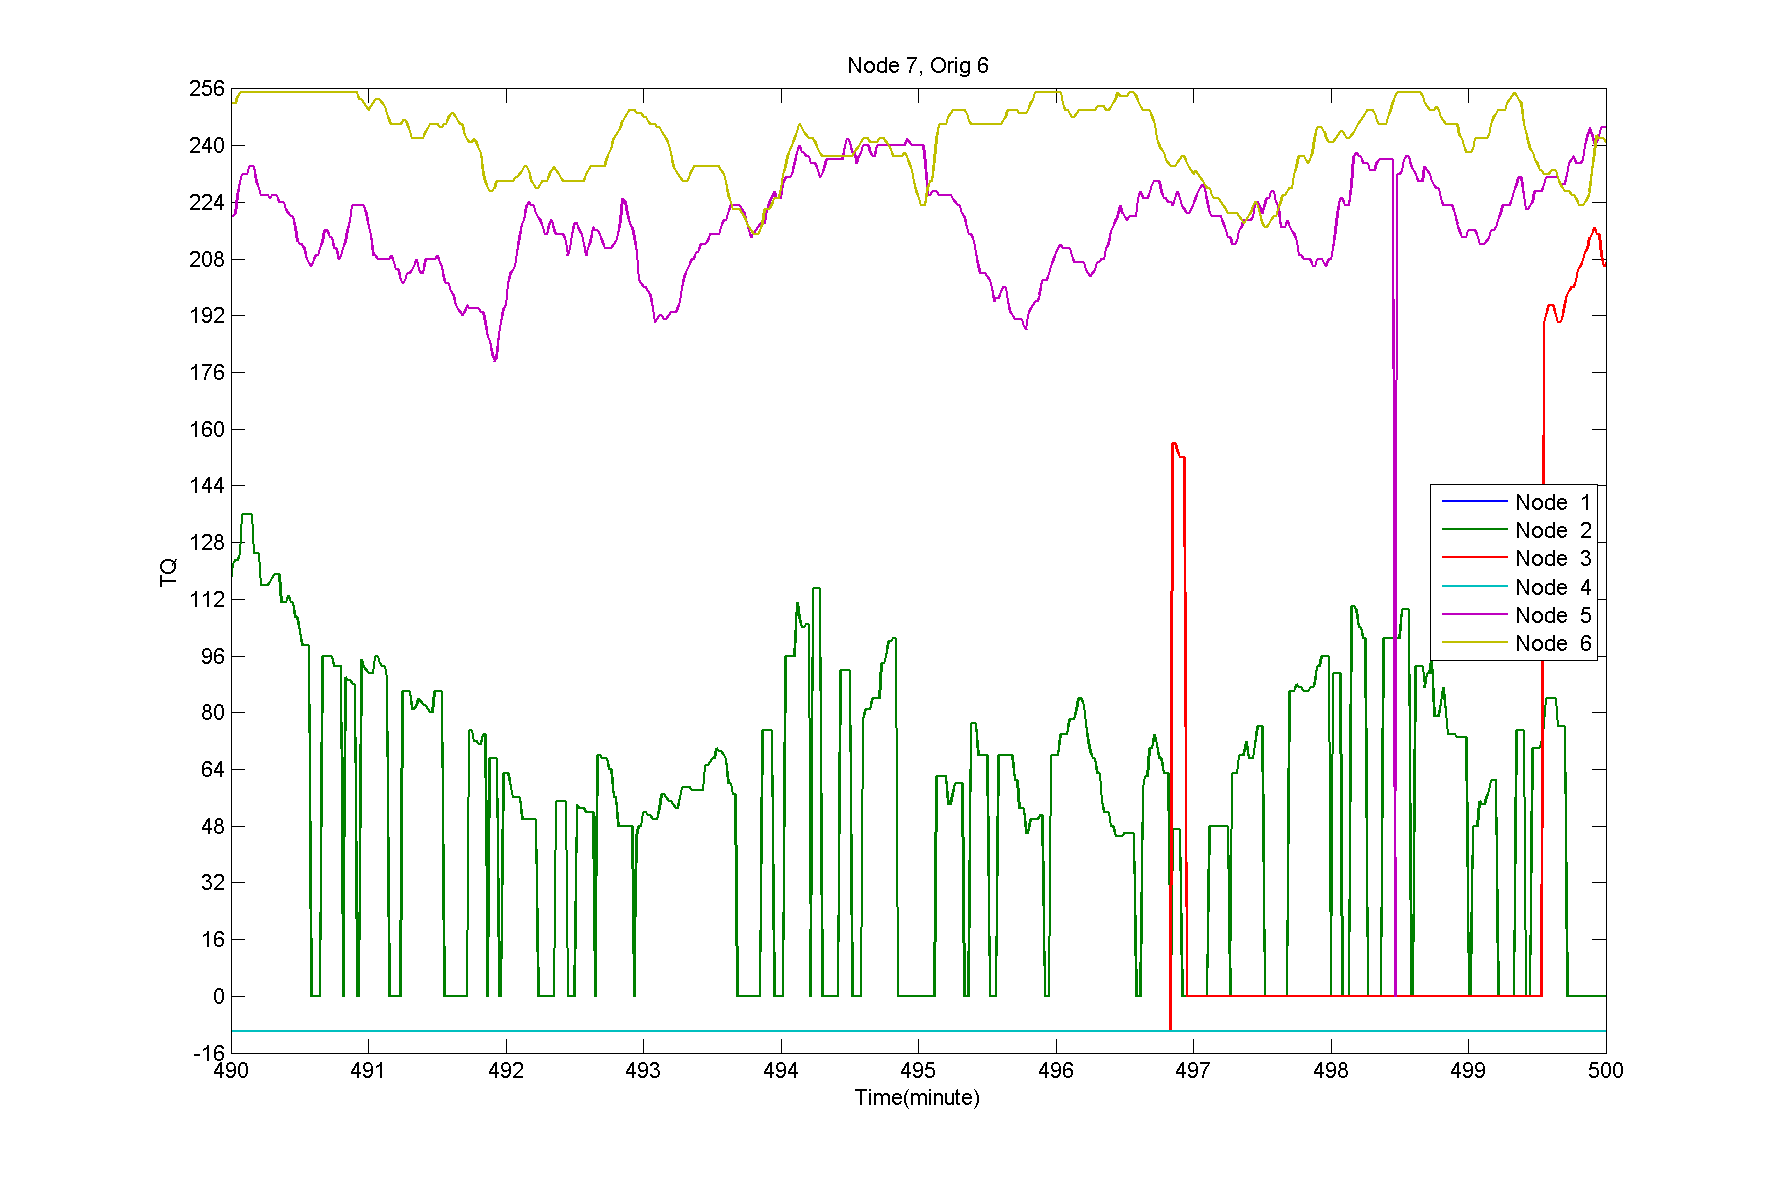 Node 7, Orig 6
256
240
224
208
192
176
160
144
128
112
96
80
64
48
32
16
0
-16
TQ
Node 1
Node 2
Node 3
Node 4
Node 5
Node 6
490 491 492 493 494 495 496 497 498 499 500
Time(minute)